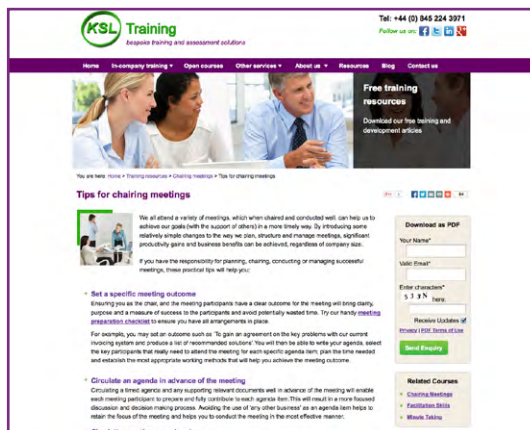 KSL Training
bespoke training and assessment solutions
Tel: +44 (0) 845 224 3971
Follow us on:
Home In-company training Open courses Other services About us Resources Blog Contact us
Free training
resources
Download our free training and
development articles
You are here: Home > Training resources > Chairing meetings > Tips for chairing meetings
Tips for chairing meetings
We all attend a variety of meetings, which when chaired and conducted well, can help us to
achieve our goals (with the support of others) in a more timely way. By introducing some
relatively simple changes to the way we plan, structure and manage meetings, significant
productivity gains and business benefits can be achieved, regardless of company size.
If you have the responsibility for planning, chairing, conducting or managing successful
meetings, these practical tips will help you:
Set a specific meeting outcome
Ensuring you as the chair, and the meeting participants have a clear outcome for the meeting will bring clarity,
purpose and a measure of success to the participants and avoid potentially wasted time. Try our handy meeting
preparation checklist to ensure you have all arrangements in place.
For example, you may set an outcome such as 'To gain an agreement on the key problems with our current
invoicing system and produce a list of recommended solutions'. You will then be able to write your agenda, select
the key participants that really need to attend the meeting for each specific agenda item; plan the time needed
and establish the most appropriate working methods that will help you achieve the meeting outcome.
Circulate an agenda in advance of the meeting
Circulating a timed agenda and any supporting relevant documents well in advance of the meeting will enable
each meeting participant to prepare and fully contribute to each agenda item. This will result in a more focused
discussion and decision making process. Avoiding the use of 'any other business' as an agenda item helps to
retain the focus of the meeting and helps you to conduct the meeting in the most effective manner.
Download as PDF
Your Name*
Valid Email*
Enter characters*
here.
Receive Updates
Privacy | PDF Terms of Use
Send Enquiry
Related Courses
Chairing Meetings
Facilitation Skills
Minute Taking